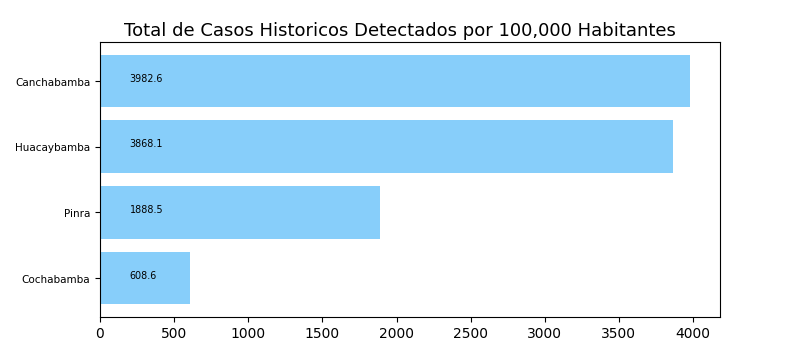 Total de Casos Historicos Detectados por 100,000 Habitantes
Canchabamba 3982.6
Huacaybamba 3868.1
Pinra 1888.5
Cochabamba 608.6
0 500 1000 1500 2000 2500 3000 3500 4000